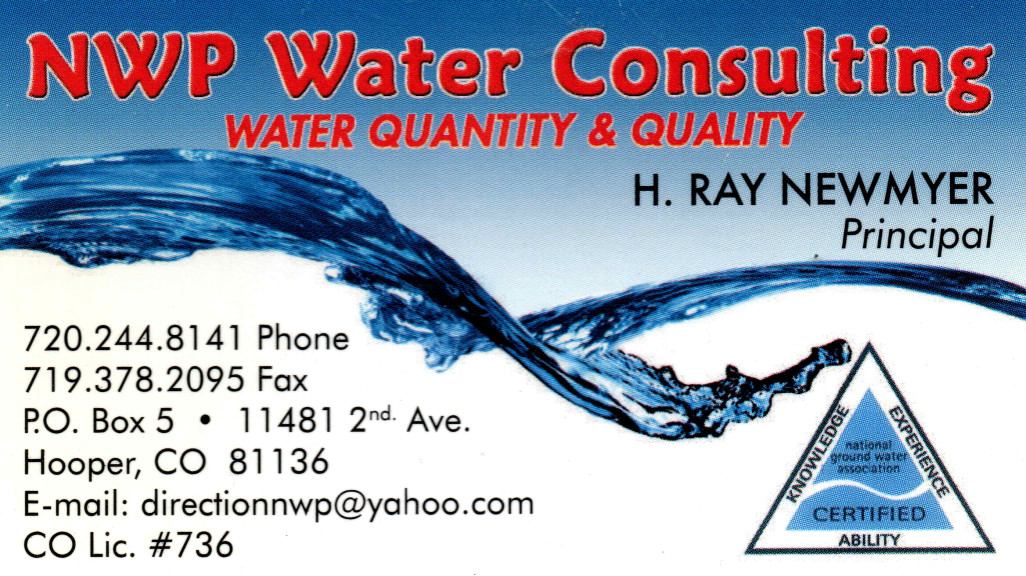 NWP Water Consulting
WATER QUANTITY & QUALITY
H. RAY NEWMYER
Principal
720.244.8141 Phone
719.378.2095 Fax
P.O. Box 5 • 11481 2nd. Ave.
Hooper, CO 81136
E-mail: directionnwp@yahoo.com
CO Lic. #736
KNOWLEDGE
EXPERIENCE
national
ground water
association
CERTIFIED
ABILITY